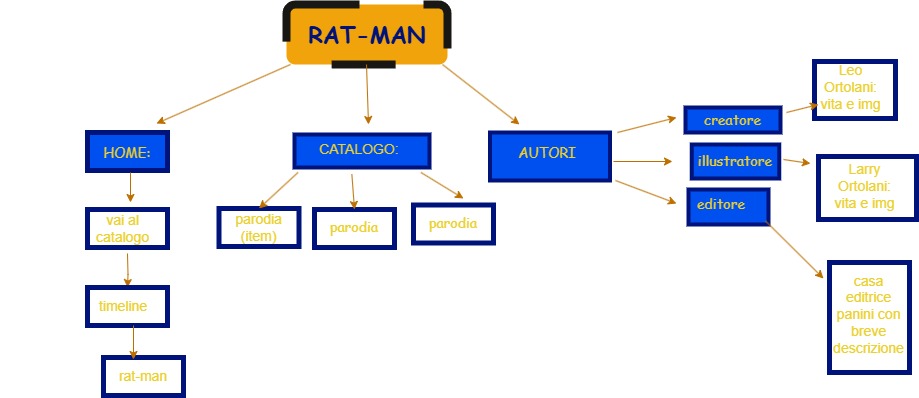 RAT-MAN
HOME:
vai al
catalogo
timeline
rat-man
CATALOGO:
parodia
(item)
parodia
parodia
AUTORI
creatore
Leo
Ortolani:
vita e img
illustratore
Larry
Ortolani:
vita e img
editore
casa
editrice
panini con
breve
descrizione